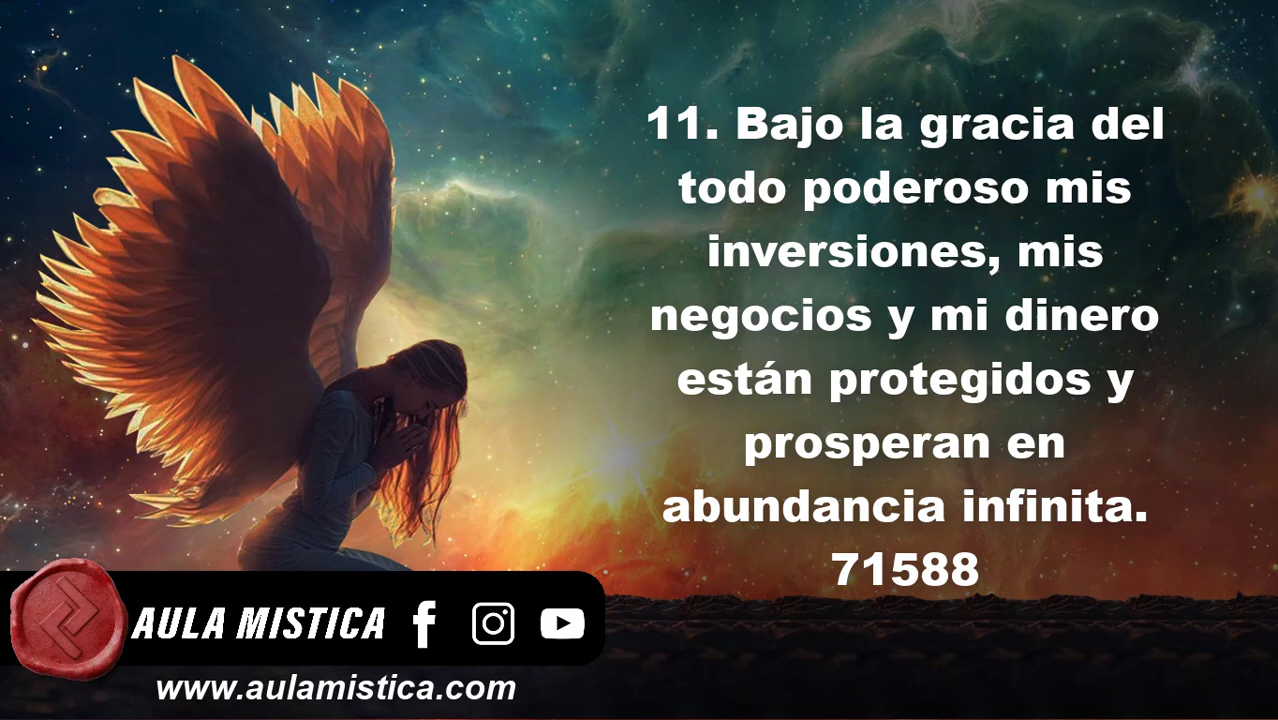 11. Bajo la gracia del
todo poderoso mis
inversiones, mis
negocios y mi dinero
están protegidos y
prosperan en
abundancia infinita.
71588
AULA MISTICA
www.aulamistica.com